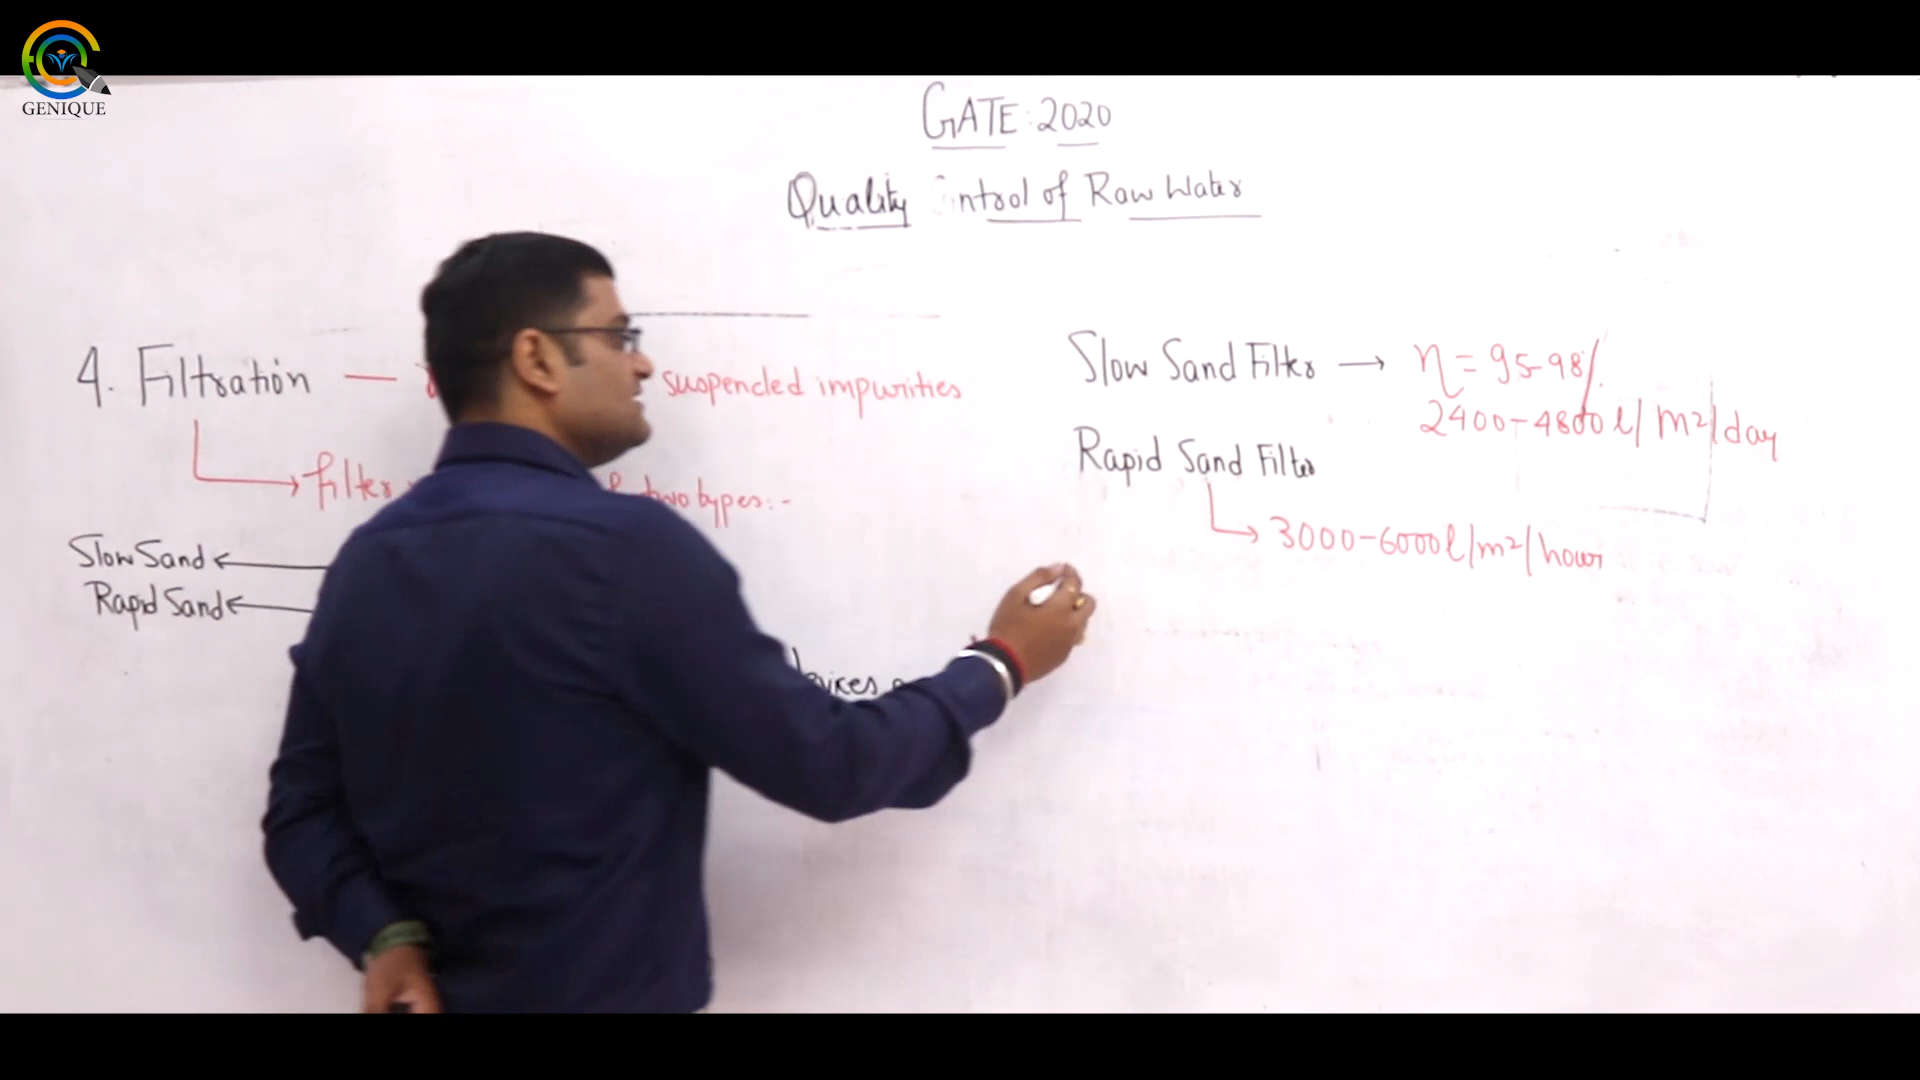 GENIQUE
GATE: 2020
Quality ntrol of Raw Water
4. Filtration — suspended impurities
filter two types:-
Slow Sand
Rapid Sand
Slow Sand Filter → η = 95-98%
2400-4800 l/m²/day
Rapid Sand Filter
3000-6000 l/m²/hour